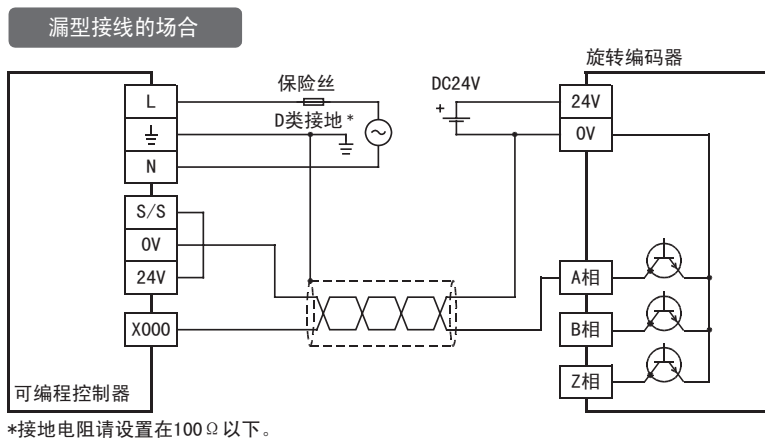 漏型接线的场合
旋转编码器
保险丝
DC24V
L
24V
D类接地*
+
0V
N
S/S
0V
24V
A相
X000
B相
Z相
可编程控制器
*接地电阻请设置在100Ω以下。